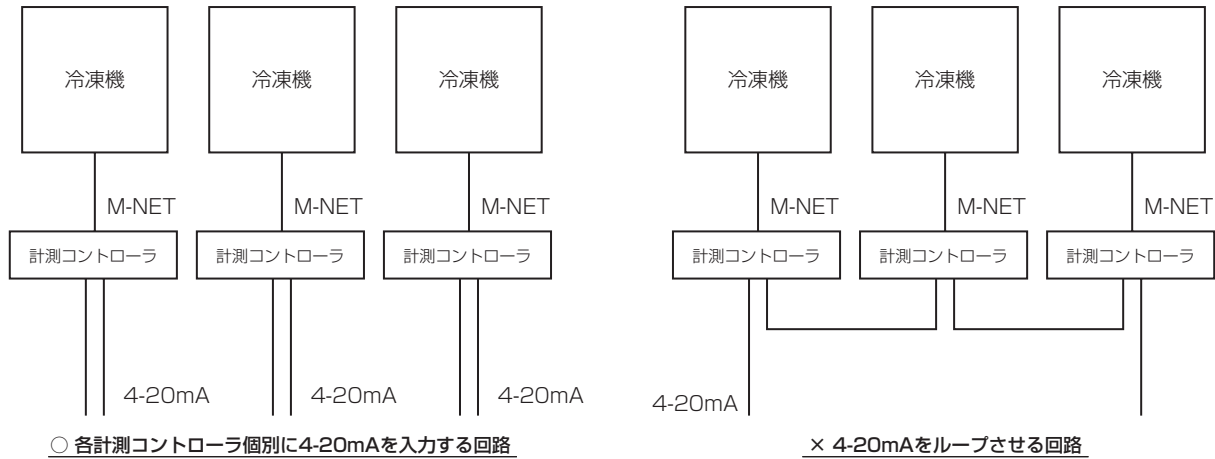 冷凍機 冷凍機 冷凍機
M-NET M-NET M-NET
計測コントローラ 計測コントローラ 計測コントローラ
4-20mA 4-20mA 4-20mA
○ 各計測コントローラ個別に4-20mAを入力する回路
冷凍機 冷凍機 冷凍機
M-NET M-NET M-NET
計測コントローラ 計測コントローラ 計測コントローラ
4-20mA
× 4-20mAをループさせる回路